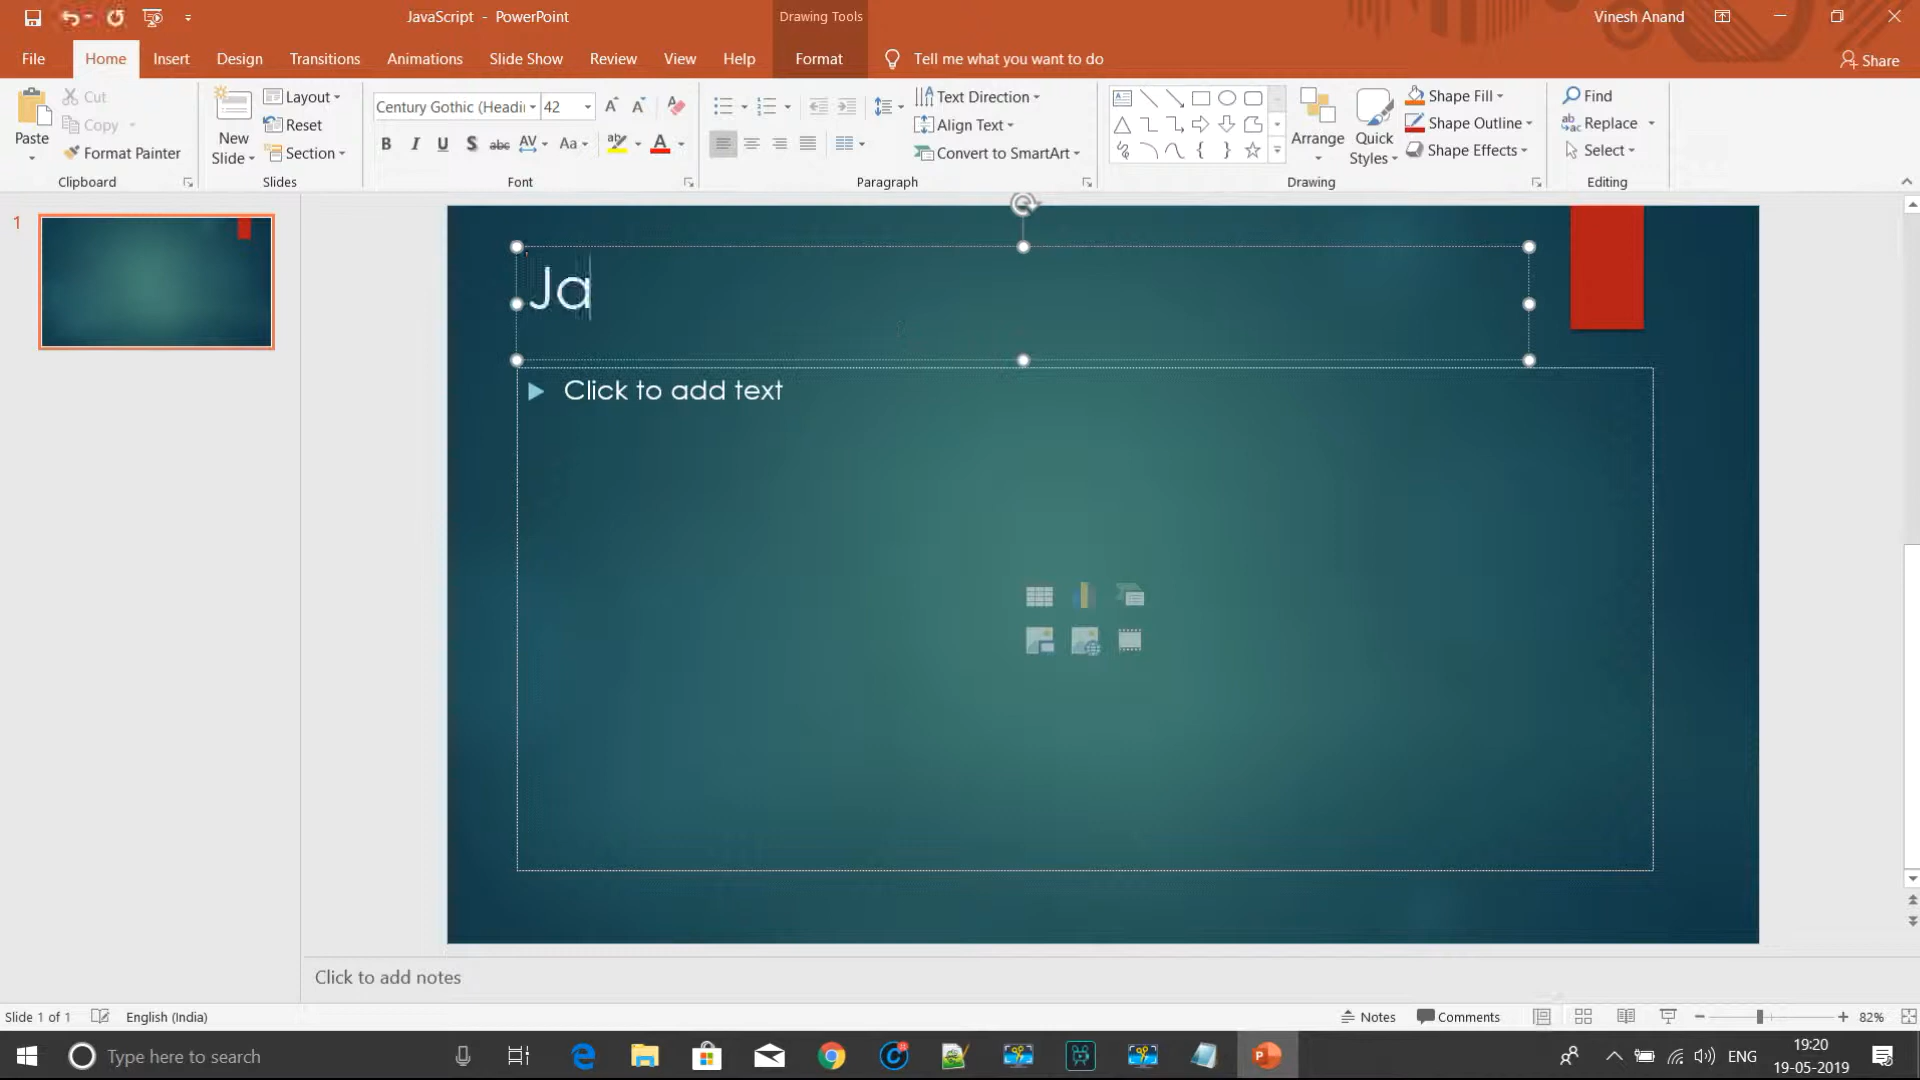 JavaScript - PowerPoint
Drawing Tools
Vinesh Anand
File
Home
Insert
Design
Transitions
Animations
Slide Show
Review
View
Help
Format
Tell me what you want to do
Share
Paste
Cut
Copy
Format Painter
Clipboard
New
Slide
Layout
Reset
Section
Slides
Century Gothic (Headi
42
B I U S abc AV Aa A
Font
Text Direction
Align Text
Convert to SmartArt
Paragraph
Arrange
Quick
Styles
Shape Fill
Shape Outline
Shape Effects
Drawing
Find
Replace
Select
Editing
1
Ja
Click to add text
Click to add notes
Slide 1 of 1
English (India)
Notes
Comments
82%
Type here to search
ENG
19:20
19-05-2019